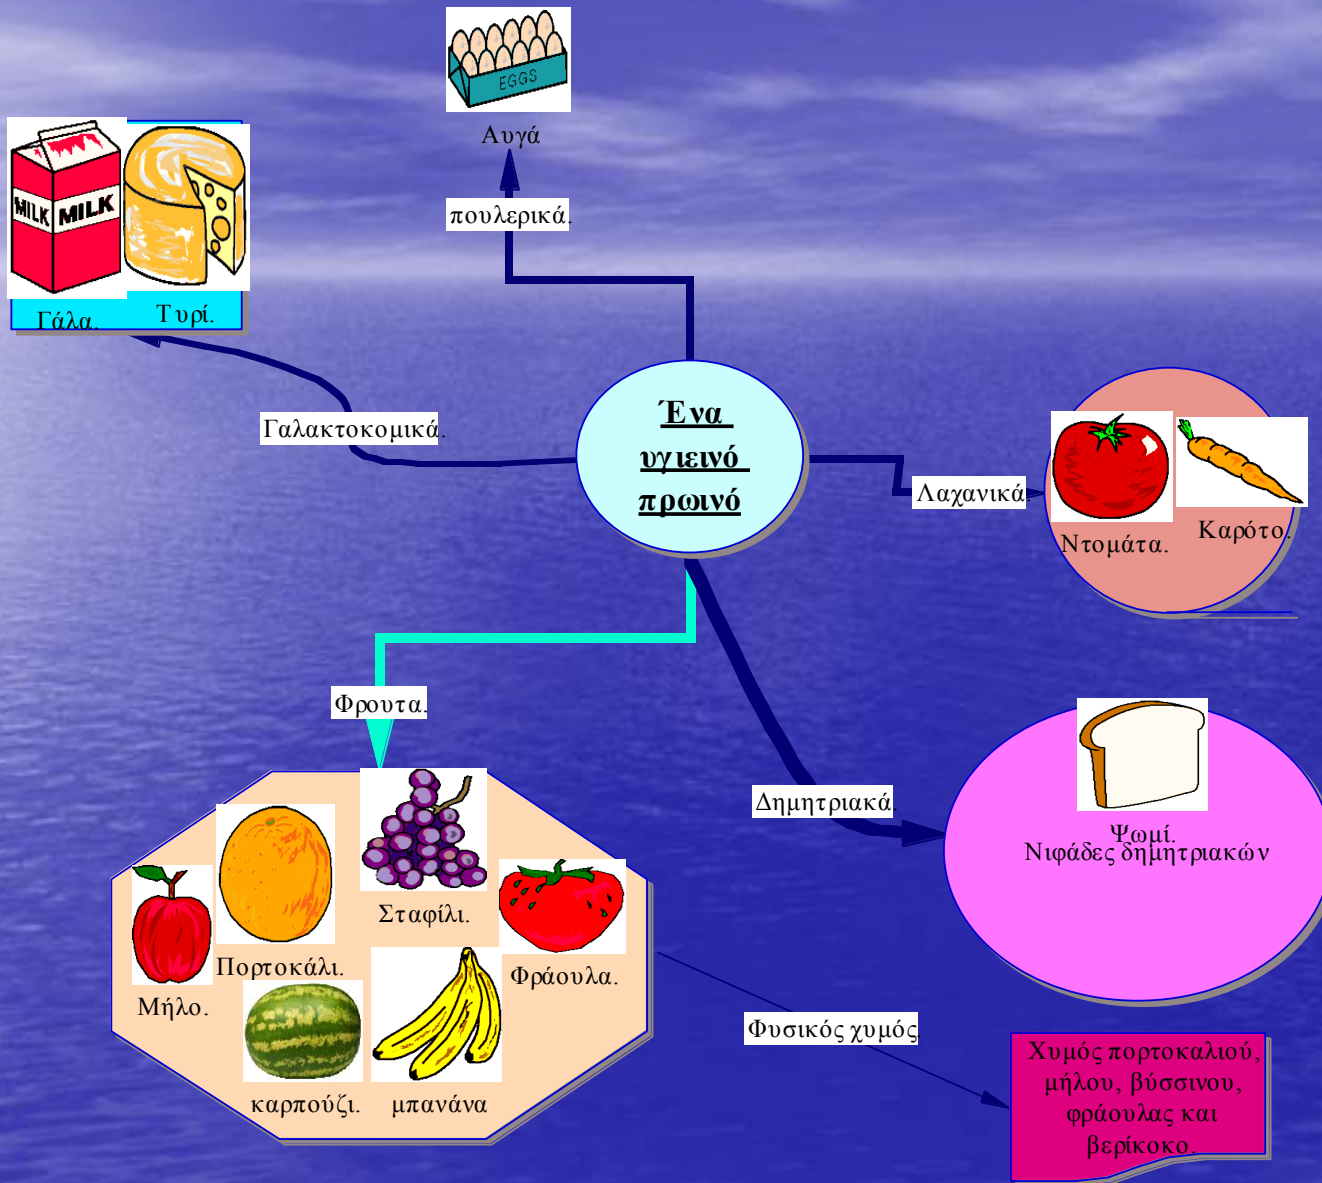 EGGS
Αυγά
πουλερικά.
MILK MILK
Γάλα.
Τυρί.
Γαλακτοκομικά.
Ένα
υγιεινό
πρωινό
Λαχανικά.
Ντομάτα.
Καρότο.
Φρουτα.
Δημητριακά.
Ψωμί.
Νιφάδες δημητριακών
Σταφίλι.
Πορτοκάλι.
Φράουλα.
Μήλο.
καρπούζι.
μπανάνα
Φυσικός χυμός
Χυμός πορτοκαλιού,
μήλου, βύσσινου,
φράουλας και
βερίκοκο.